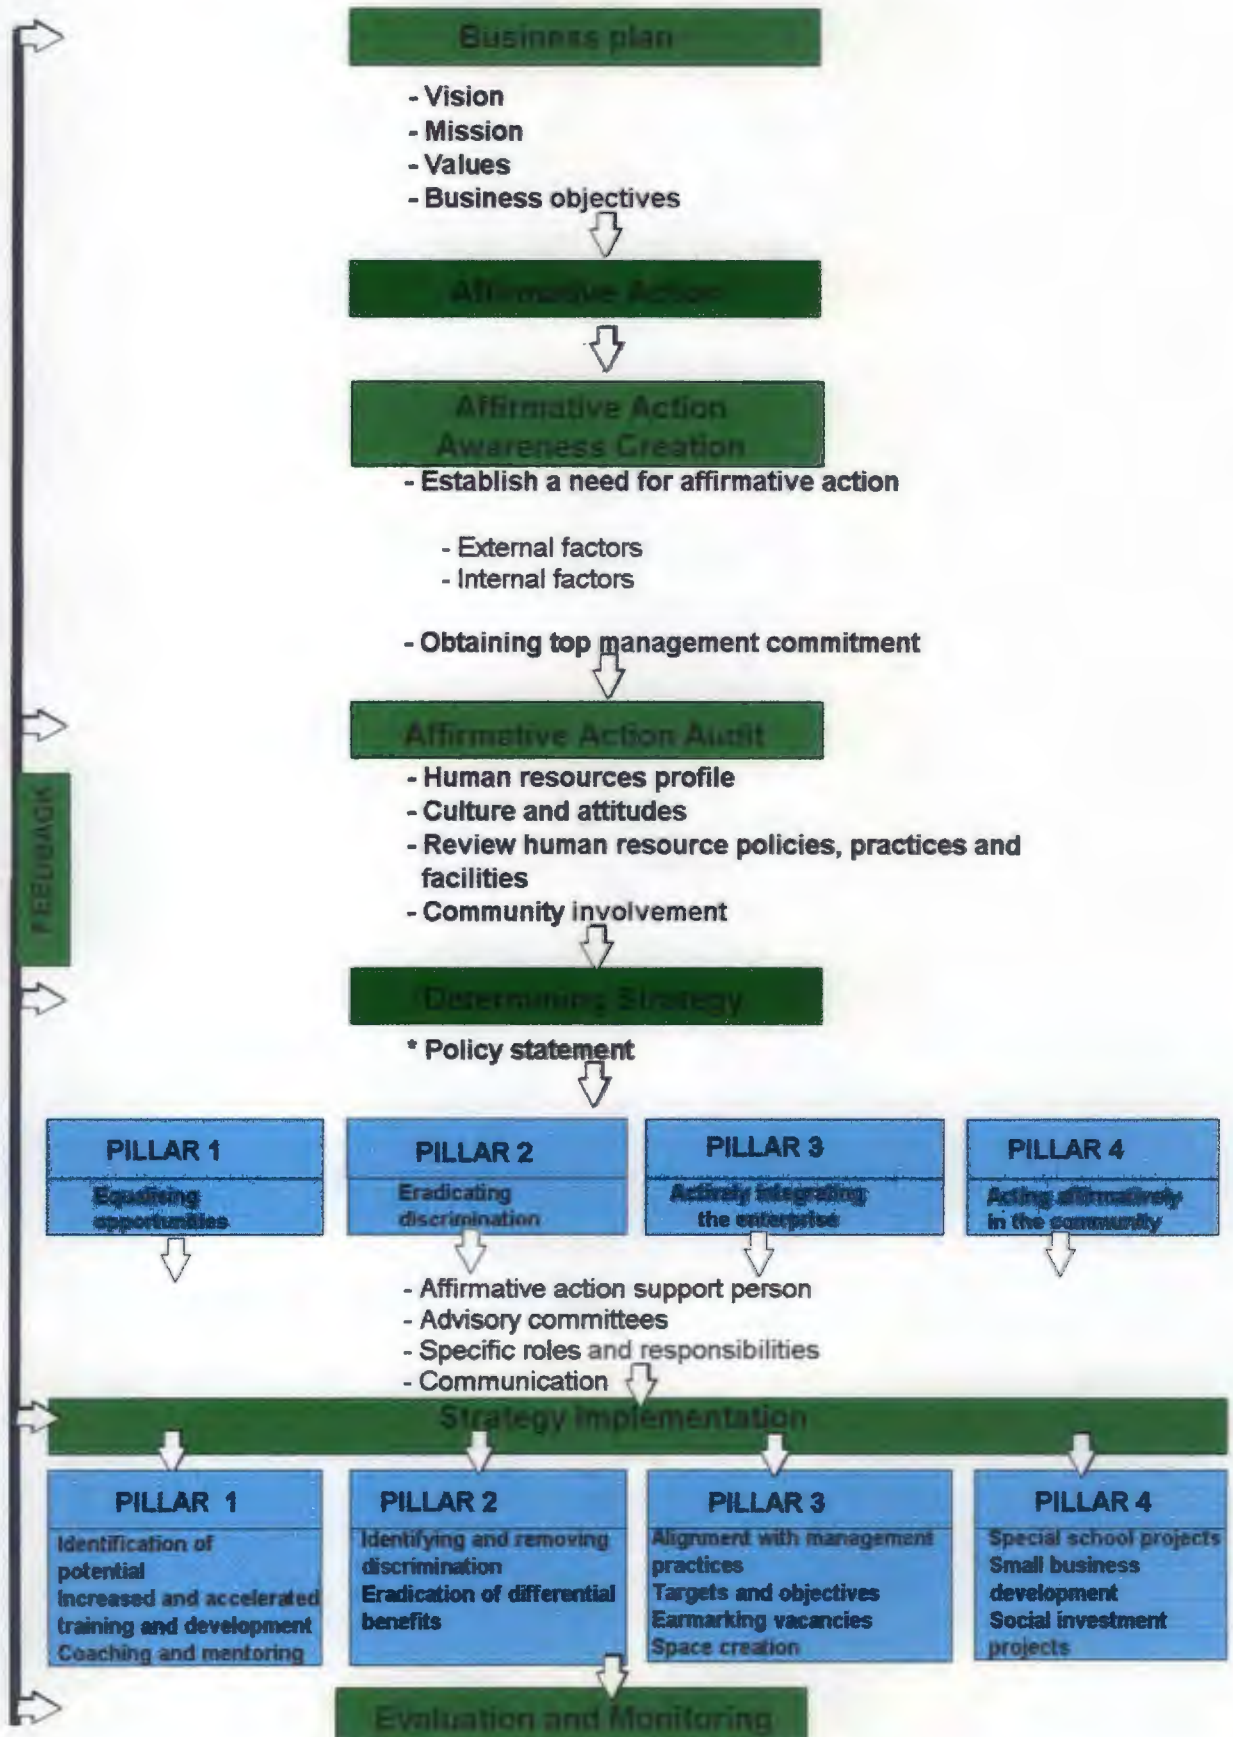 Business plan
- Vision
- Mission
- Values
- Business objectives
Affirmative Action
Affirmative Action
Awareness Creation
- Establish a need for affirmative action
- External factors
- Internal factors
- Obtaining top management commitment
Affirmative Action Audit
- Human resources profile
- Culture and attitudes
- Review human resource policies, practices and
facilities
- Community involvement
FEEDBACK
Determining Strategy
* Policy statement
PILLAR 1
Equalising
opportunities
PILLAR 2
Eradicating
discrimination
PILLAR 3
Actively integrating
the enterprise
PILLAR 4
Acting affirmatively
in the community
- Affirmative action support person
- Advisory committees
- Specific roles and responsibilities
- Communication
Strategy Implementation
PILLAR 1
Identification of
potential
Increased and accelerated
training and development
Coaching and mentoring
PILLAR 2
Identifying and removing
discrimination
Eradication of differential
benefits
PILLAR 3
Alignment with management
practices
Targets and objectives
Earmarking vacancies
Space creation
PILLAR 4
Special school projects
Small business
development
Social investment
projects
Evaluation and Monitoring